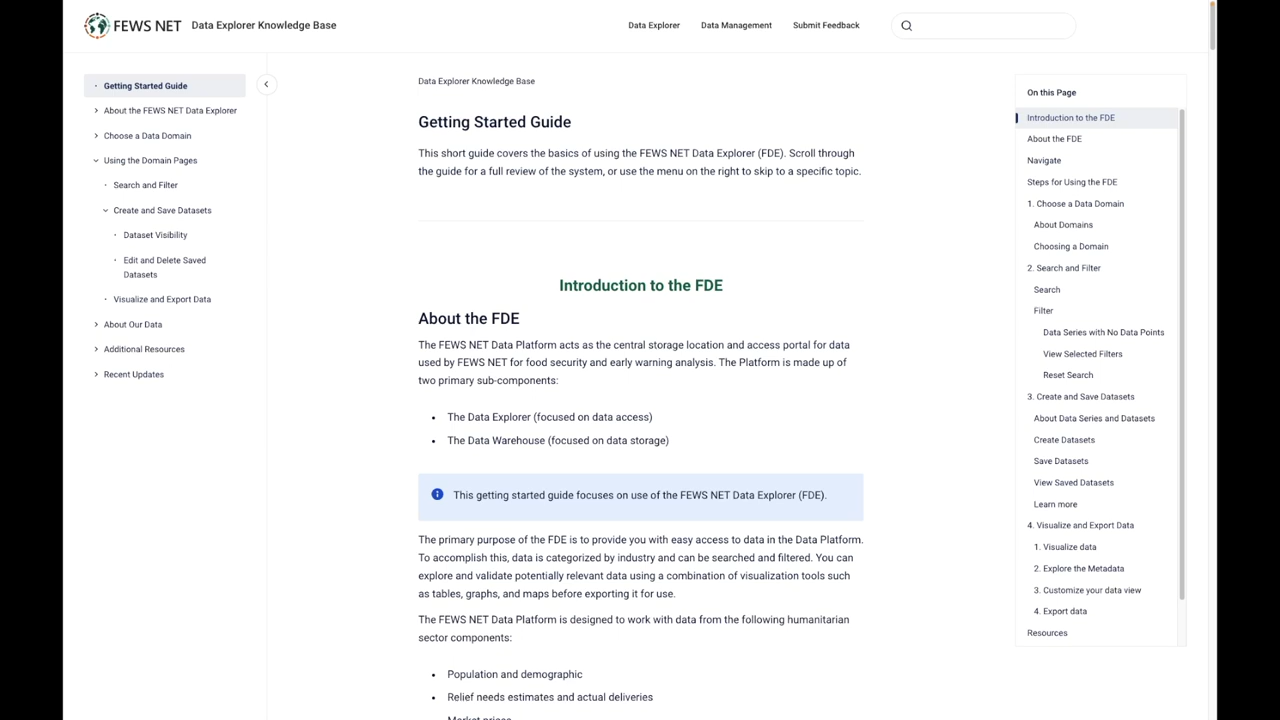 FEWS NET Data Explorer Knowledge Base
Data Explorer Data Management Submit Feedback
Getting Started Guide
About the FEWS NET Data Explorer
Choose a Data Domain
Using the Domain Pages
Search and Filter
Create and Save Datasets
Dataset Visibility
Edit and Delete Saved
Datasets
Visualize and Export Data
About Our Data
Additional Resources
Recent Updates
Data Explorer Knowledge Base
Getting Started Guide
This short guide covers the basics of using the FEWS NET Data Explorer (FDE). Scroll through
the guide for a full review of the system, or use the menu on the right to skip to a specific topic.
Introduction to the FDE
About the FDE
The FEWS NET Data Platform acts as the central storage location and access portal for data
used by FEWS NET for food security and early warning analysis. The Platform is made up of
two primary sub-components:
• The Data Explorer (focused on data access)
• The Data Warehouse (focused on data storage)
This getting started guide focuses on use of the FEWS NET Data Explorer (FDE).
The primary purpose of the FDE is to provide you with easy access to data in the Data Platform.
To accomplish this, data is categorized by industry and can be searched and filtered. You can
explore and validate potentially relevant data using a combination of visualization tools such
as tables, graphs, and maps before exporting it for use.
The FEWS NET Data Platform is designed to work with data from the following humanitarian
sector components:
• Population and demographic
• Relief needs estimates and actual deliveries
Market prices
On this Page
Introduction to the FDE
About the FDE
Navigate
Steps for Using the FDE
1. Choose a Data Domain
About Domains
Choosing a Domain
2. Search and Filter
Search
Filter
Data Series with No Data Points
View Selected Filters
Reset Search
3. Create and Save Datasets
About Data Series and Datasets
Create Datasets
Save Datasets
View Saved Datasets
Learn more
4. Visualize and Export Data
1. Visualize data
2. Explore the Metadata
3. Customize your data view
4. Export data
Resources